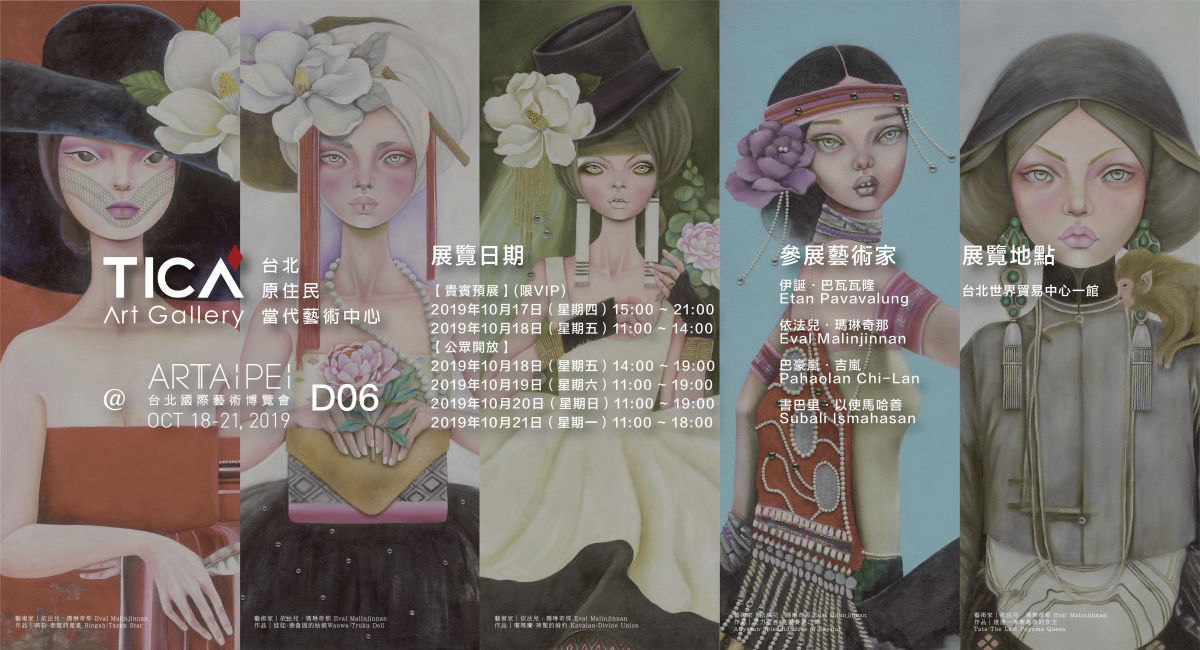 TICA
Art Gallery
台北
原住民
當代藝術中心
@
ARTAIPEI
台北國際藝術博覽會
OCT 18-21, 2019
D06
展覽日期
【貴賓預展】(限VIP)
2019年10月17日(星期四) 15:00 ~ 21:00
2019年10月18日(星期五) 11:00 ~ 14:00
【公眾開放】
2019年10月18日(星期五) 14:00 ~ 19:00
2019年10月19日(星期六) 11:00 ~ 19:00
2019年10月20日(星期日) 11:00 ~ 19:00
2019年10月21日(星期一) 11:00 ~ 18:00
參展藝術家
伊誕·巴瓦瓦隆
Etan Pavavalung
依法兒·瑪琳奇那
Eval Malinjinnan
巴豪嵐·吉嵐
Pahaolan Chi-Lan
書巴里·以使馬哈善
Subali Ismahasan
展覽地點
台北世界貿易中心一館
藝術家|依法兒·瑪琳奇那 Eval Malinjinnan
作品| Bingah-Tayan Star
藝術家|依法兒·瑪琳奇那 Eval Malinjinnan
作品|娃娃-德魯固的姑娘Wauwa-Truku Doll
藝術家|依法兒·瑪琳奇那 Eval Malinjinnan
作品|噶瑪蘭-神聖的 Kavalan-Divine Union
藝術家|依法兒·瑪琳奇那 Eval Malinjinnan
作品|
藝術家|依法兒·瑪琳奇那 Eval Malinjinnan
作品|
Tata-The Last Puyuma Queen